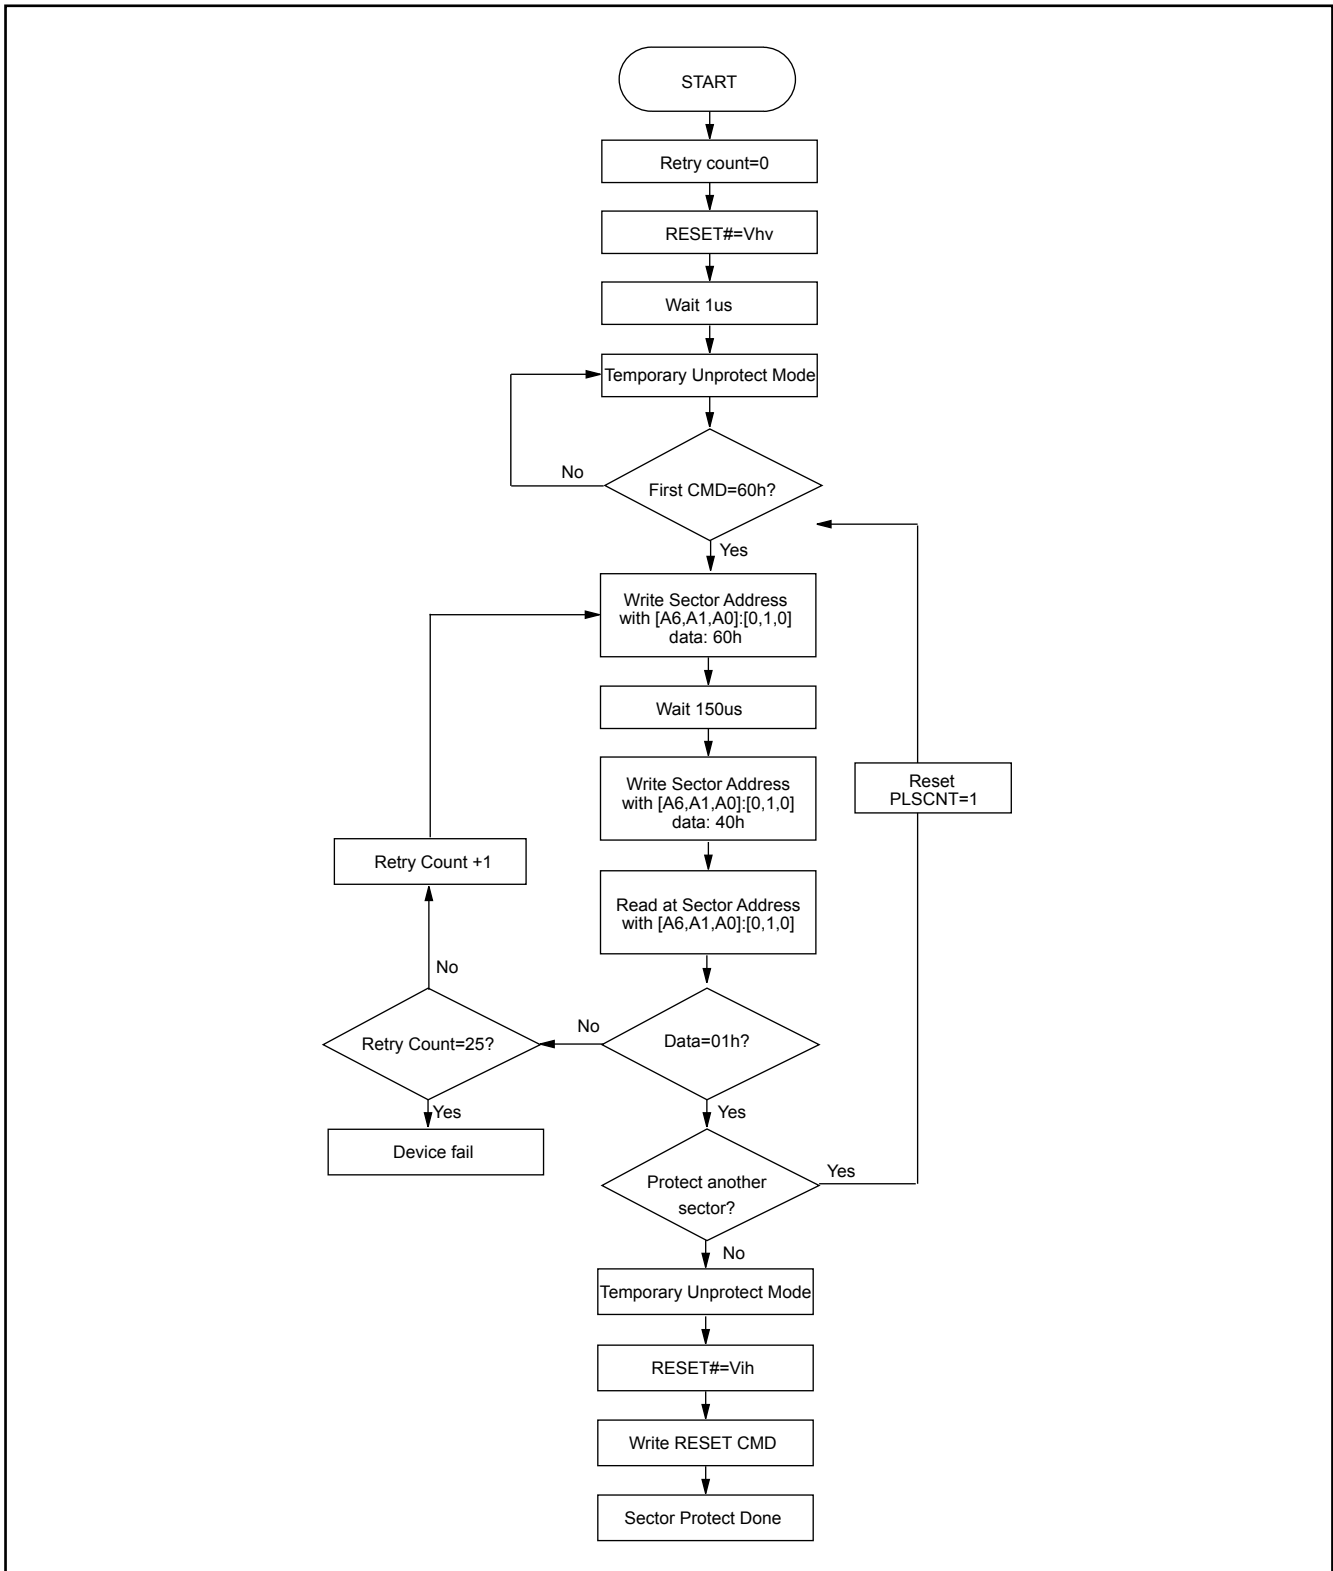 START
Retry count=0
RESET#=Vhv
Wait 1us
Temporary Unprotect Mode
No
First CMD=60h?
Yes
Write Sector Address
with [A6,A1,A0]:[0,1,0]
data: 60h
Wait 150us
Write Sector Address
with [A6,A1,A0]:[0,1,0]
data: 40h
Reset
PLSCNT=1
Retry Count +1
Read at Sector Address
with [A6,A1,A0]:[0,1,0]
No
No
Retry Count=25?
Data=01h?
Yes
Yes
Device fail
Protect another
sector?
Yes
No
Temporary Unprotect Mode
RESET#=Vih
Write RESET CMD
Sector Protect Done